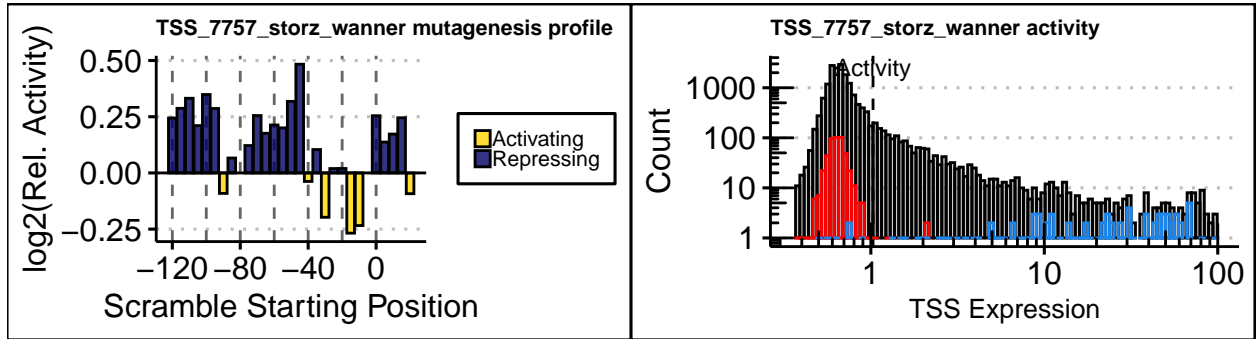 TSS_7757_storz_wanner mutagenesis profile
log2(Rel. Activity)
0.50
0.25
0.00
−0.25
−120 −80 −40 0
Scramble Starting Position
Activating
Repressing
TSS_7757_storz_wanner activity
Activity
Count
1000
100
10
1
1 10 100
TSS Expression